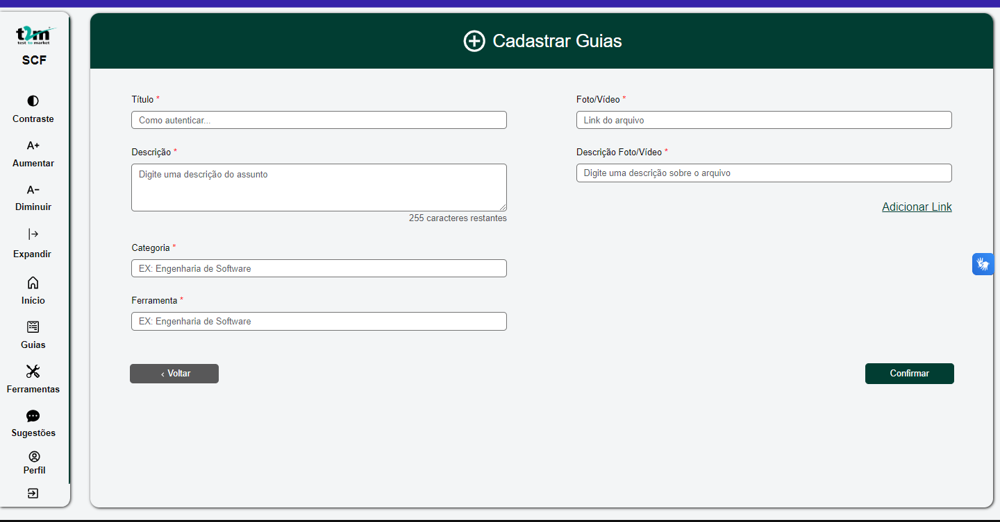 t2m
test to market
SCF
Contraste
A+
Aumentar
A-
Diminuir
Expandir
Início
Guias
Ferramentas
Sugestões
Perfil
Cadastrar Guias
Título *
Como autenticar...
Descrição *
Digite uma descrição do assunto
255 caracteres restantes
Categoria *
EX: Engenharia de Software
Ferramenta *
EX: Engenharia de Software
Foto/Vídeo *
Link do arquivo
Descrição Foto/Vídeo *
Digite uma descrição sobre o arquivo
Adicionar Link
‹ Voltar
Confirmar